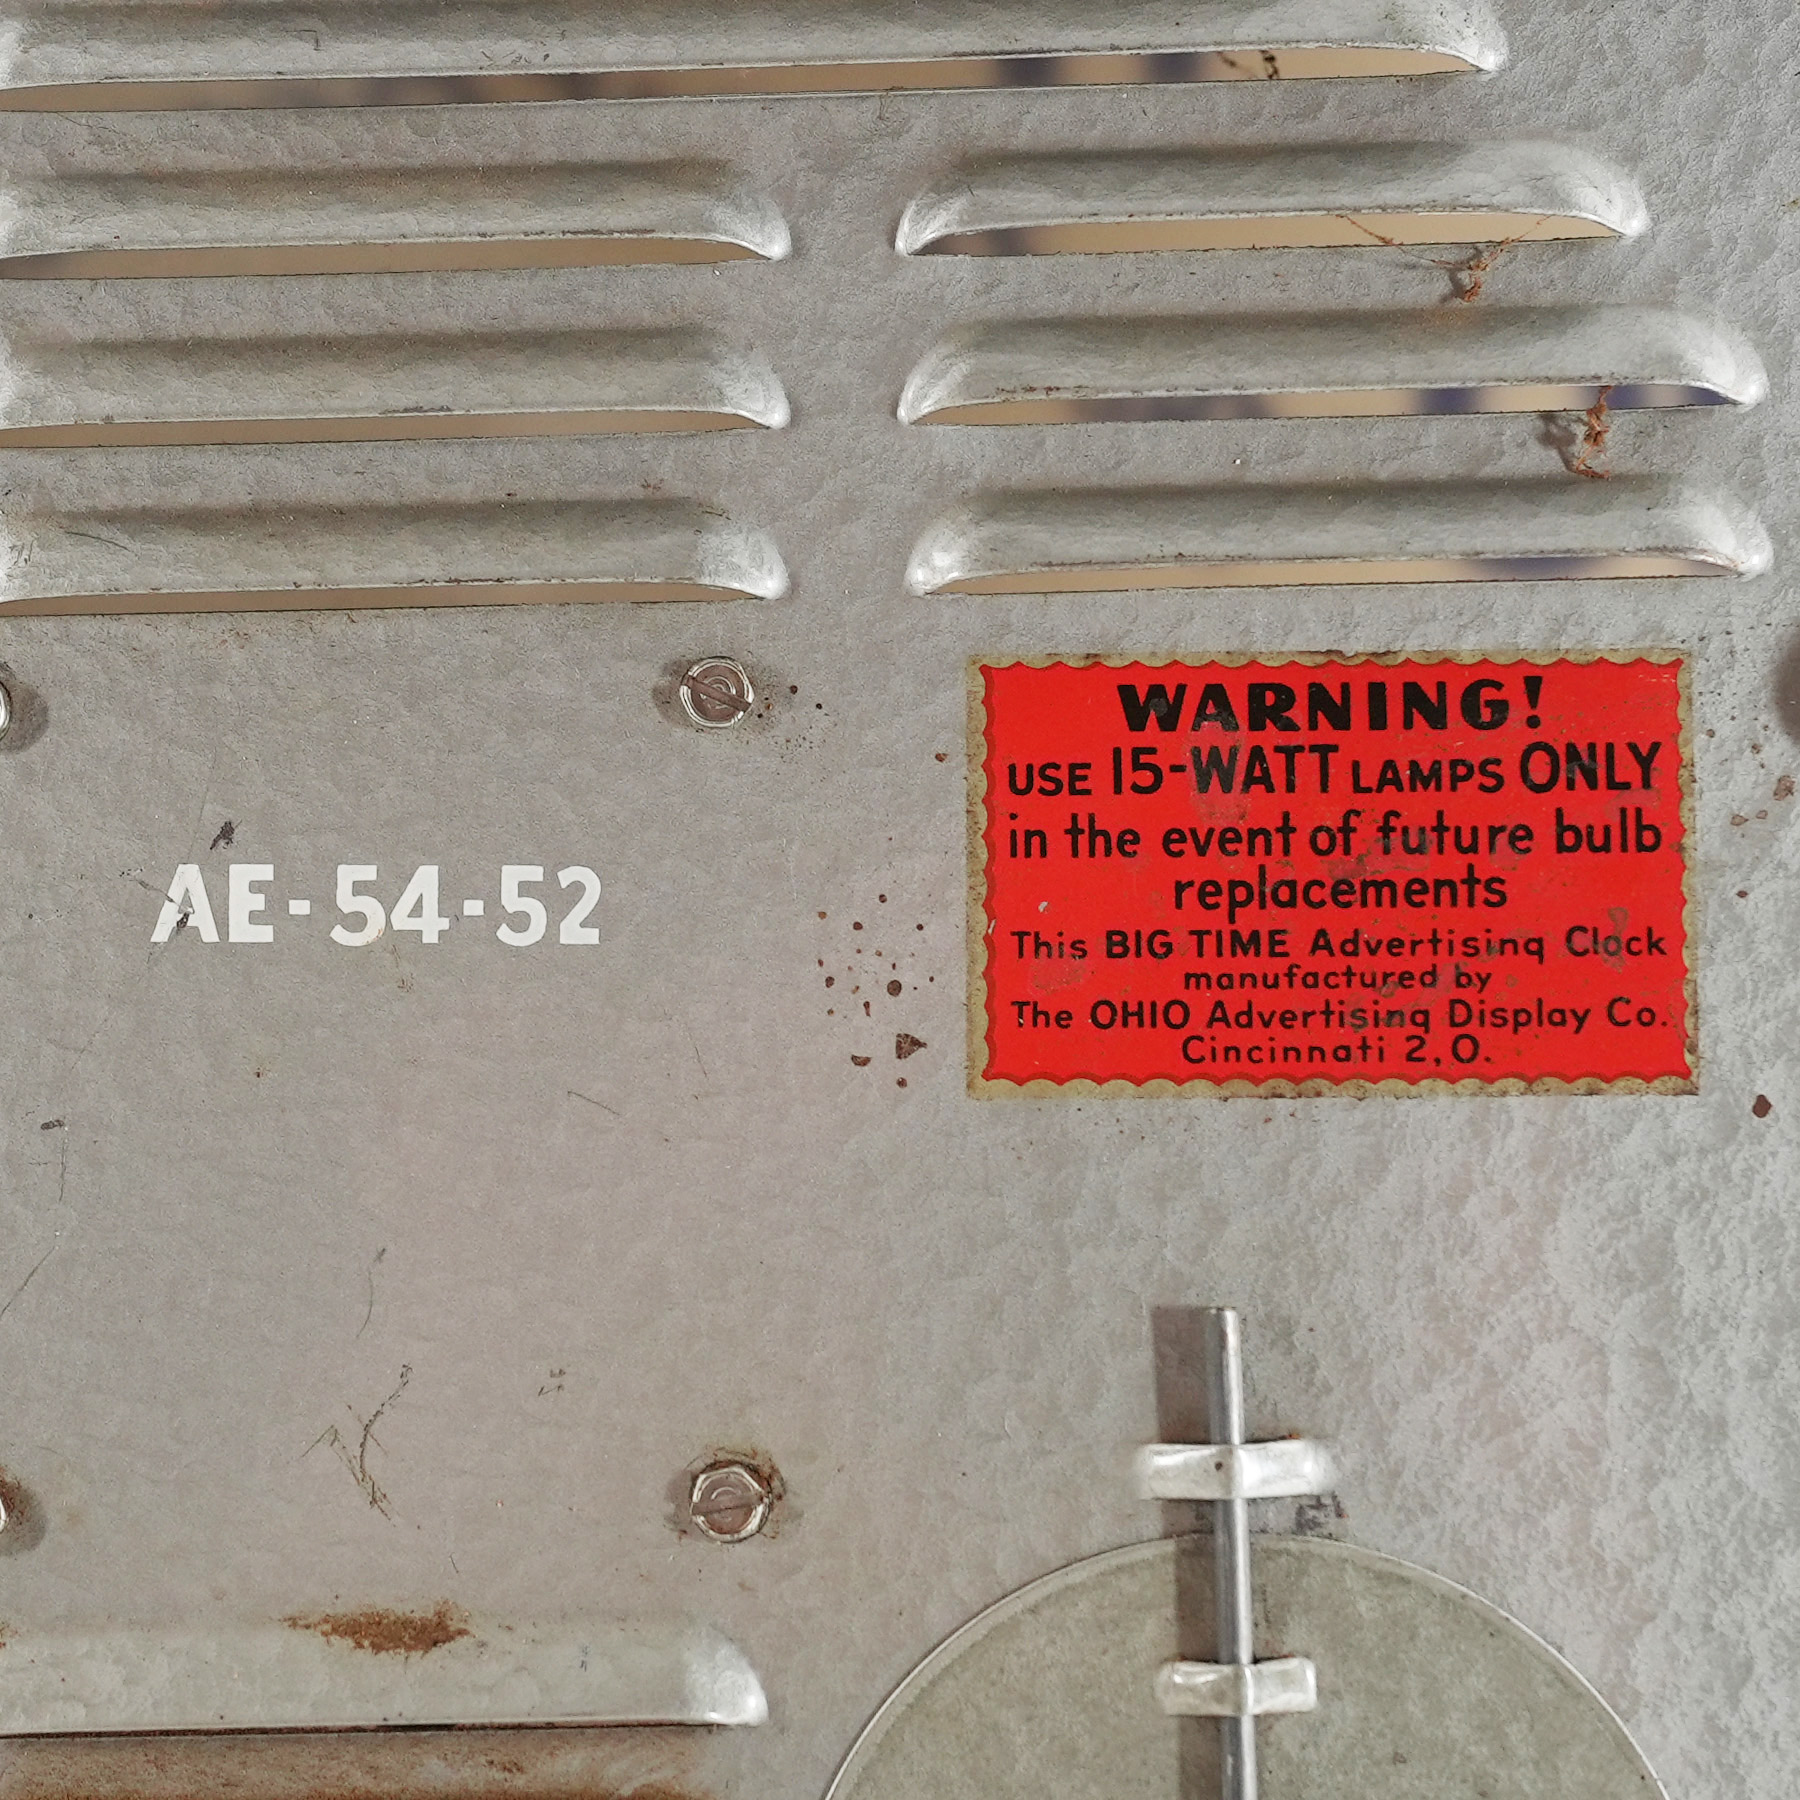 WARNING!
USE 15-WATT LAMPS ONLY
in the event of future bulb
replacements
This BIG TIME Advertising Clock
manufactured by
The OHIO Advertising Display Co.
Cincinnati 2, O.
AE-54-52